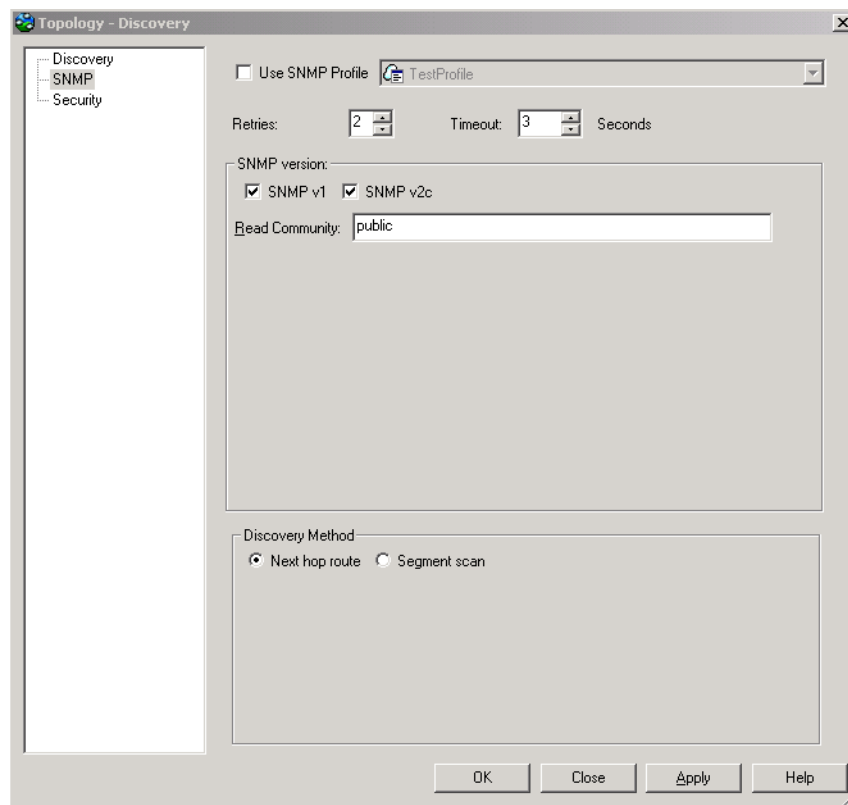 Topology - Discovery
Discovery
SNMP
Security
Use SNMP Profile TestProfile
Retries: 2 Timeout: 3 Seconds
SNMP version:
SNMP v1 SNMP v2c
Read Community: public
Discovery Method
Next hop route Segment scan
OK Close Apply Help